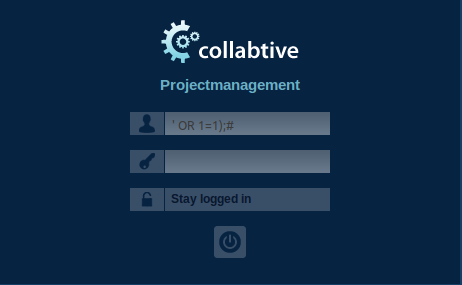 collabtive
Projectmanagement
' OR 1=1);#
Stay logged in